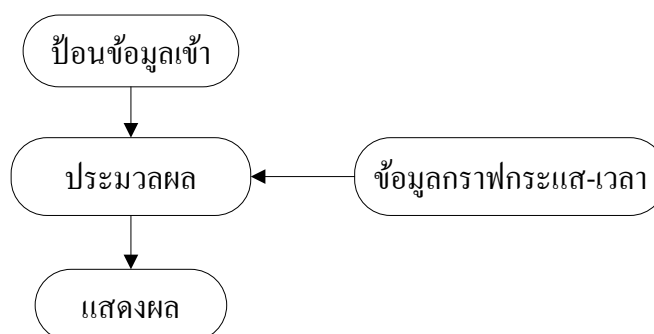 ป้อนข้อมูลเข้า
ประมวลผล
ข้อมูลกราฟกระแส-เวลา
แสดงผล